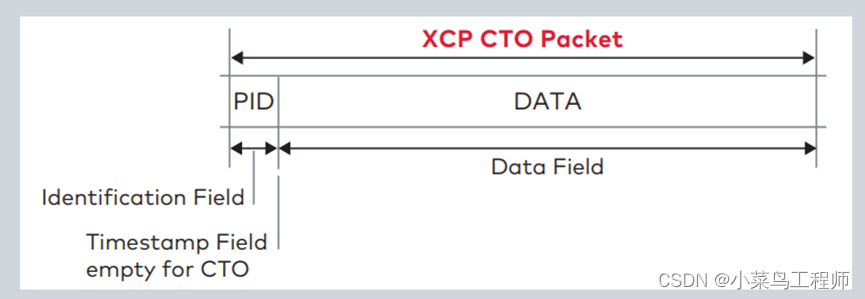 XCP CTO Packet
PID
DATA
Data Field
Identification Field
Timestamp Field
empty for CTO
CSDN @小菜鸟工程师